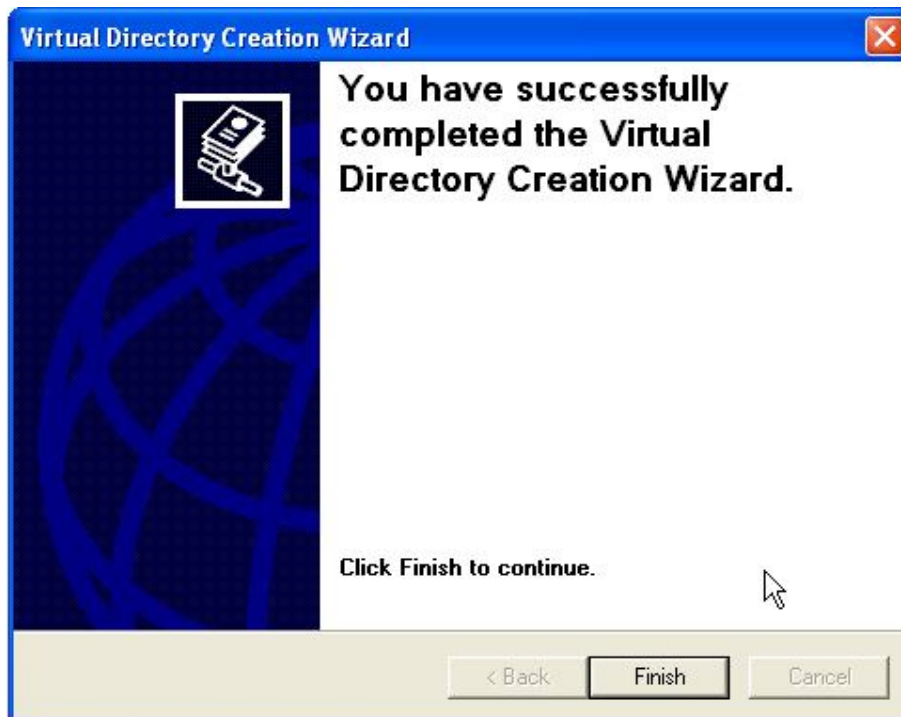 Virtual Directory Creation Wizard
You have successfully
completed the Virtual
Directory Creation Wizard.
Click Finish to continue.
< Back
Finish
Cancel